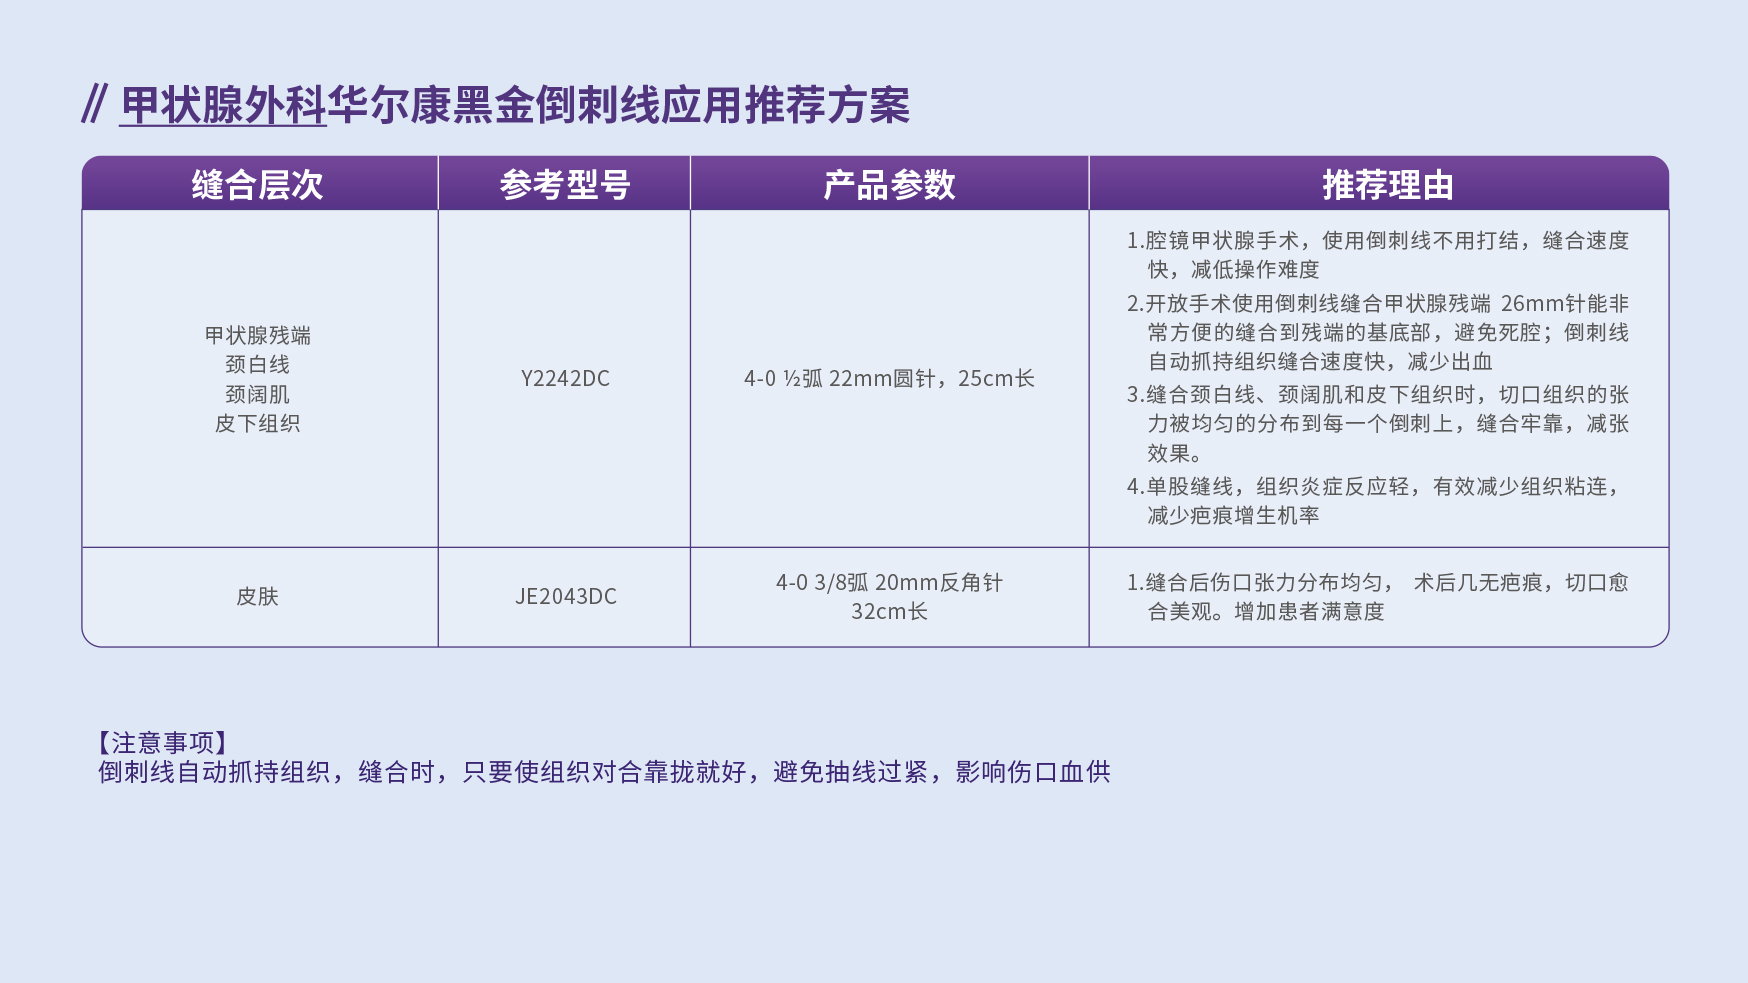 // 甲状腺外科华尔康黑金倒刺线应用推荐方案
缝合层次
参考型号
产品参数
推荐理由
甲状腺残端
颈白线
颈阔肌
皮下组织
Y2242DC
4-0 ½弧 22mm圆针，25cm长
1.腔镜甲状腺手术，使用倒刺线不用打结，缝合速度
快，减低操作难度
2.开放手术使用倒刺线缝合甲状腺残端 26mm针能非
常方便的缝合到残端的基底部，避免死腔；倒刺线
自动抓持组织缝合速度快，减少出血
3.缝合颈白线、颈阔肌和皮下组织时，切口组织的张
力被均匀的分布到每一个倒刺上，缝合牢靠，减张
效果。
4.单股缝线，组织炎症反应轻，有效减少组织粘连，
减少疤痕增生机率
皮肤
JE2043DC
4-0 3/8弧 20mm反角针
32cm长
1.缝合后伤口张力分布均匀， 术后几无疤痕，切口愈
合美观。增加患者满意度
【注意事项】
倒刺线自动抓持组织，缝合时，只要使组织对合靠拢就好，避免抽线过紧，影响伤口血供